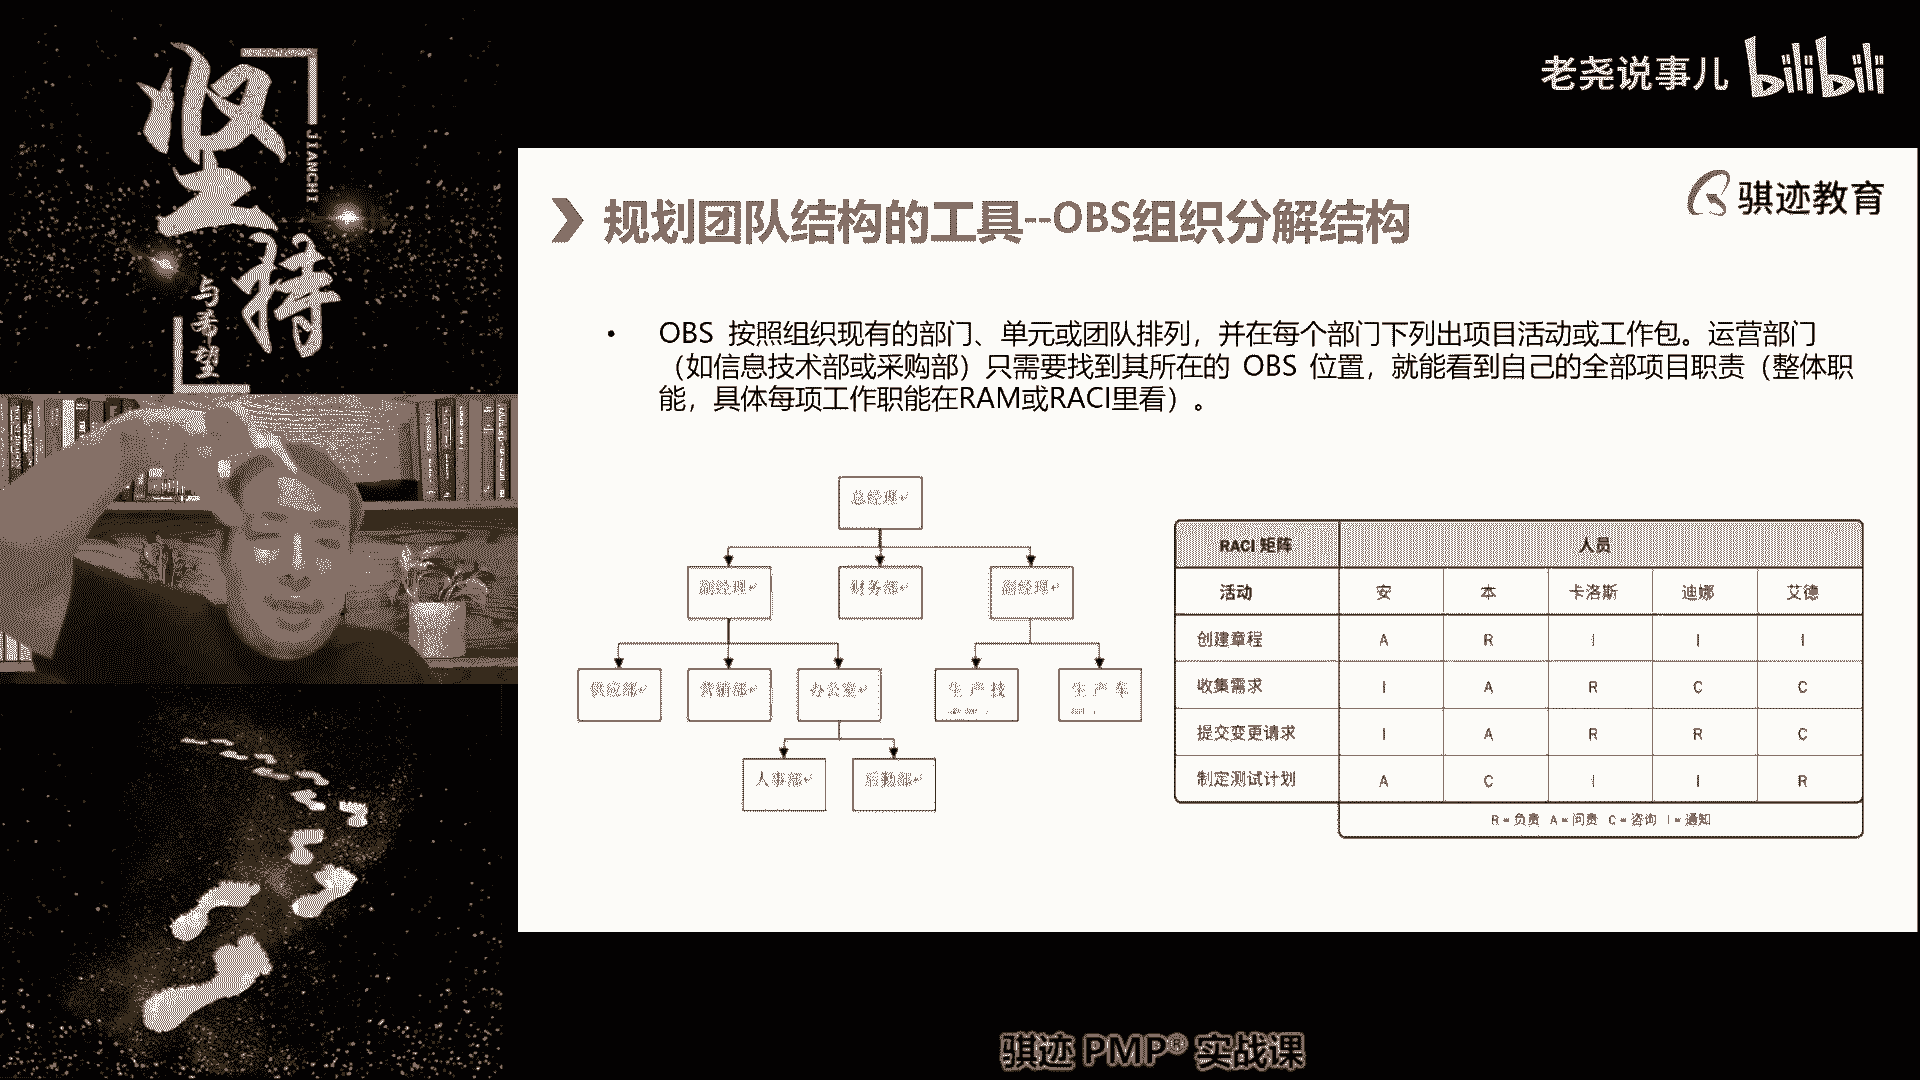 坚持
JIANCHI
与希望
老尧说事儿 bilibili
骐迹教育
规划团队结构的工具--OBS组织分解结构
• OBS 按照组织现有的部门、单元或团队排列，并在每个部门下列出项目活动或工作包。运营部门
（如信息技术部或采购部）只需要找到其所在的 OBS 位置，就能看到自己的全部项目职责（整体职
能，具体每项工作职能在RAM或RACI里看）。
总经理
副经理 财务部 副经理
供应部 营销部 办公室 生产技 生产车
人事部 后勤部
RACI 矩阵 人员
活动 安 本 卡洛斯 迪娜 艾德
创建章程 A R I I I
收集需求 I A R C C
提交变更请求 I A R R C
制定测试计划 A C I I R
R = 负责 A = 问责 C = 咨询 I = 通知
骐迹 PMP® 实战课